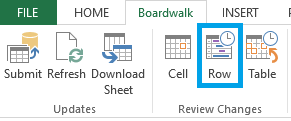 FILE HOME Boardwalk INSERT
Submit Refresh Download Sheet Cell Row Table
Updates Review Changes